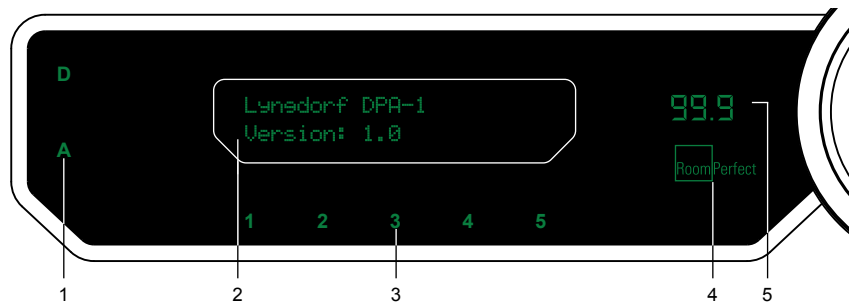 D
Lyngdorf DPA-1
99.9
Version: 1.0
A
RoomPerfect
1 2 3 4 5
1 2 3 4 5